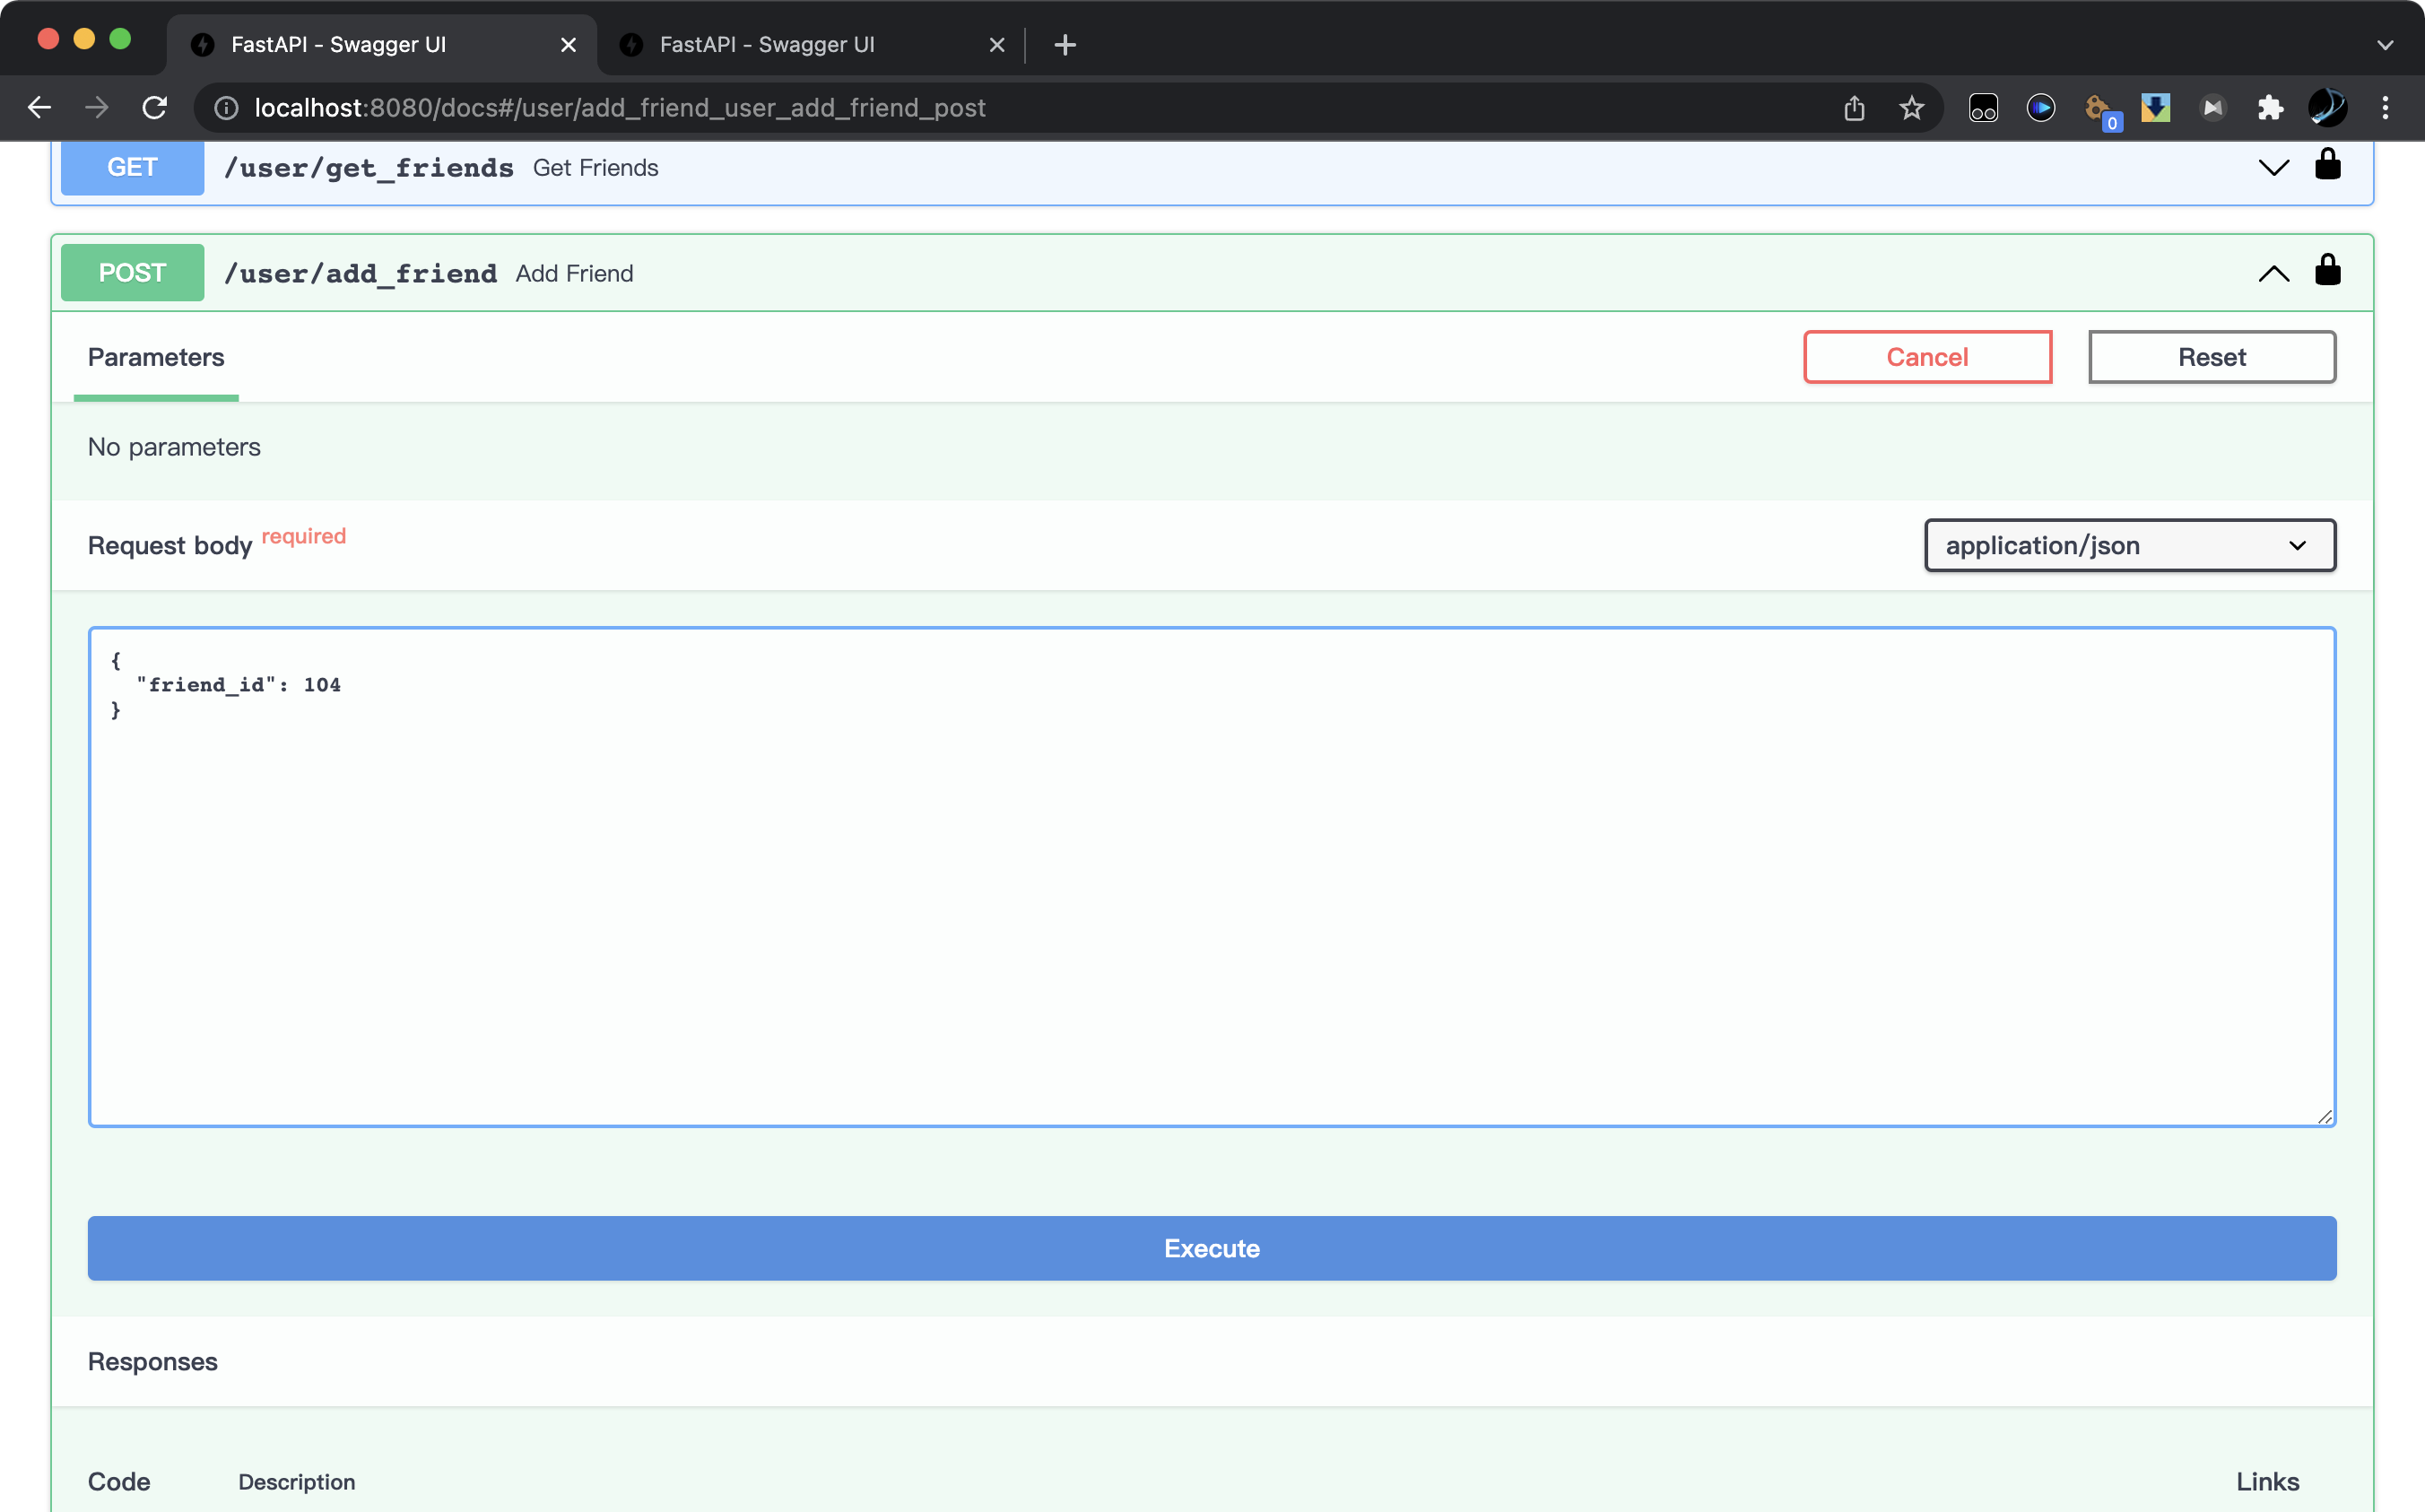 FastAPI - Swagger UI
FastAPI - Swagger UI
localhost:8080/docs#/user/add_friend_user_add_friend_post
0
GET /user/get_friends Get Friends
POST /user/add_friend Add Friend
Parameters
Cancel
Reset
No parameters
Request body required
application/json
{
"friend_id": 104
}
Execute
Responses
Code Description Links